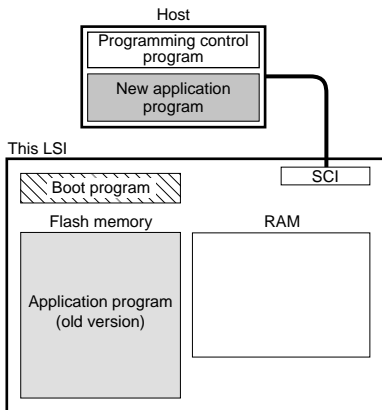 Host
Programming control
program
New application
program
This LSI
SCI
Boot program
Flash memory
RAM
Application program
(old version)